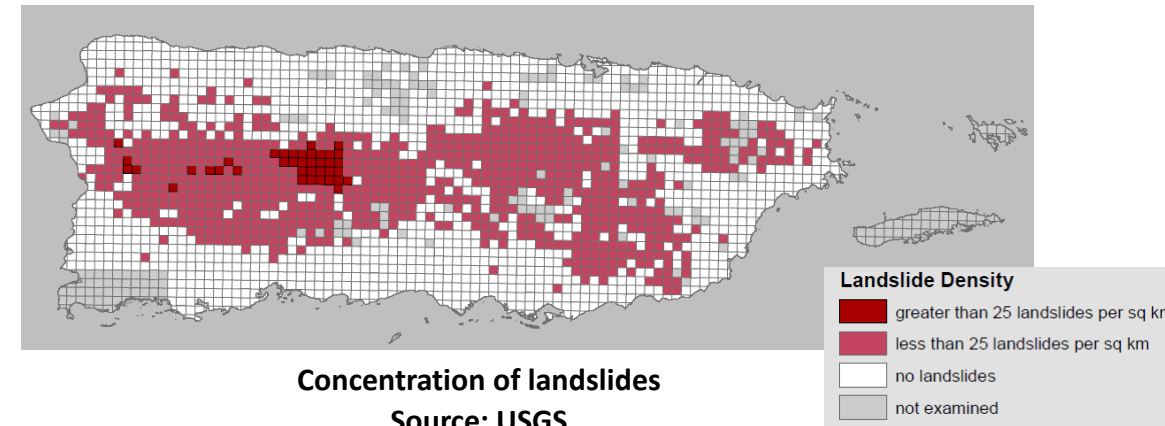 Landslide Density
greater than 25 landslides per sq km
less than 25 landslides per sq km
no landslides
not examined
Concentration of landslides
Source: USGS